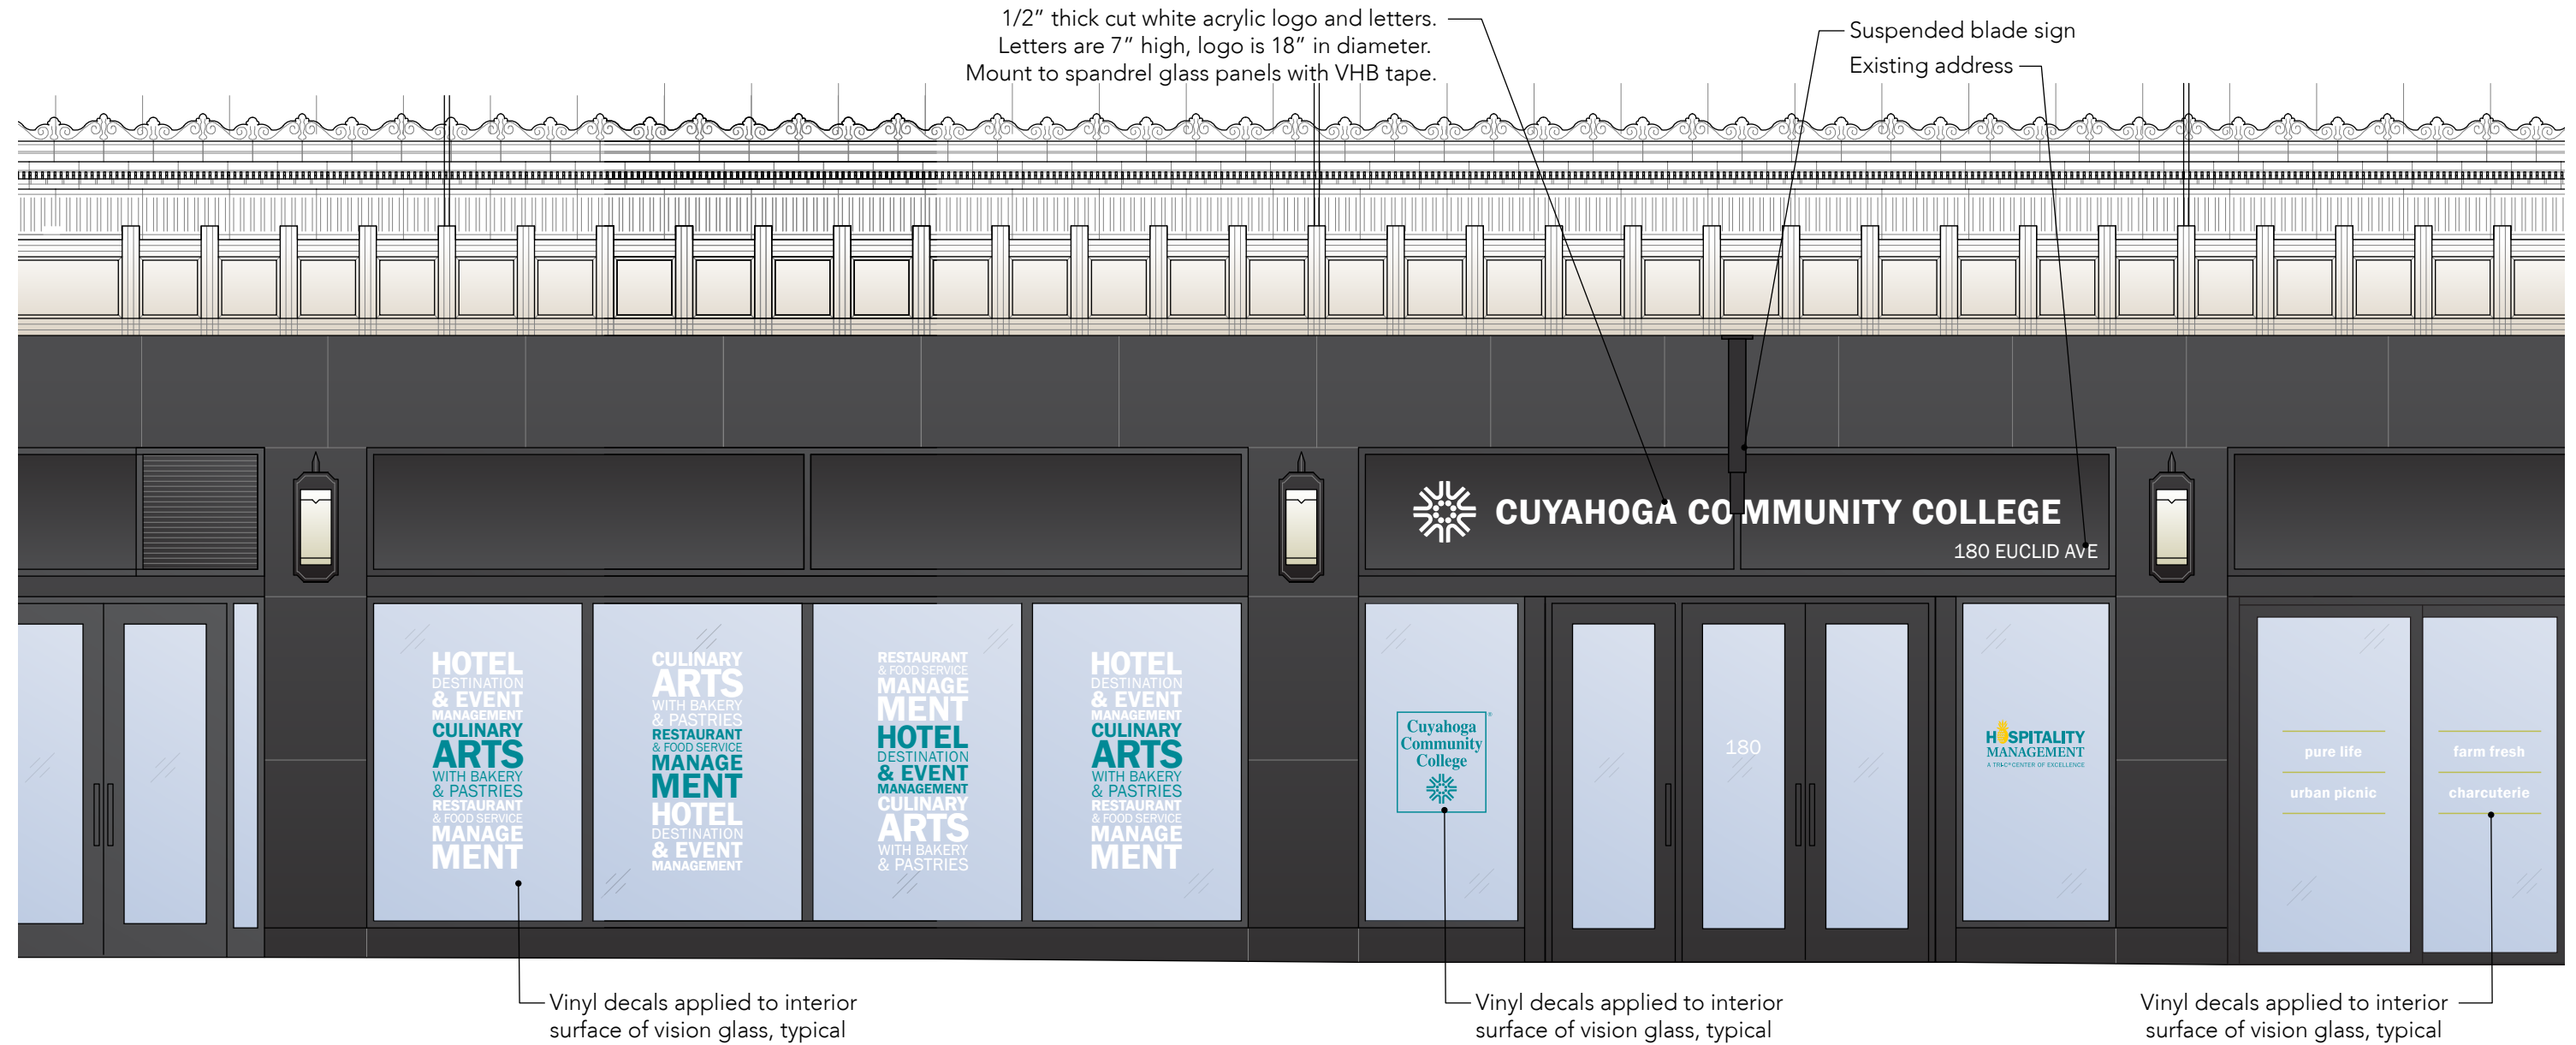 1/2" thick cut white acrylic logo and letters.
Letters are 7" high, logo is 18" in diameter.
Mount to spandrel glass panels with VHB tape.
Suspended blade sign
Existing address
CUYAHOGA COMMUNITY COLLEGE
180 EUCLID AVE
HOTEL
DESTINATION
& EVENT
MANAGEMENT
CULINARY
ARTS
WITH BAKERY
& PASTRIES
RESTAURANT
& FOOD SERVICE
MANAGE
MENT
CULINARY
ARTS
WITH BAKERY
& PASTRIES
RESTAURANT
& FOOD SERVICE
MANAGE
MENT
HOTEL
DESTINATION
& EVENT
MANAGEMENT
RESTAURANT
& FOOD SERVICE
MANAGE
MENT
HOTEL
DESTINATION
& EVENT
MANAGEMENT
CULINARY
ARTS
WITH BAKERY
& PASTRIES
HOTEL
DESTINATION
& EVENT
MANAGEMENT
CULINARY
ARTS
WITH BAKERY
& PASTRIES
RESTAURANT
& FOOD SERVICE
MANAGE
MENT
Cuyahoga
Community
College
®
180
HOSPITALITY
MANAGEMENT
A TRI-C℠ CENTER OF EXCELLENCE
pure life
urban picnic
farm fresh
charcuterie
Vinyl decals applied to interior
surface of vision glass, typical
Vinyl decals applied to interior
surface of vision glass, typical
Vinyl decals applied to interior
surface of vision glass, typical